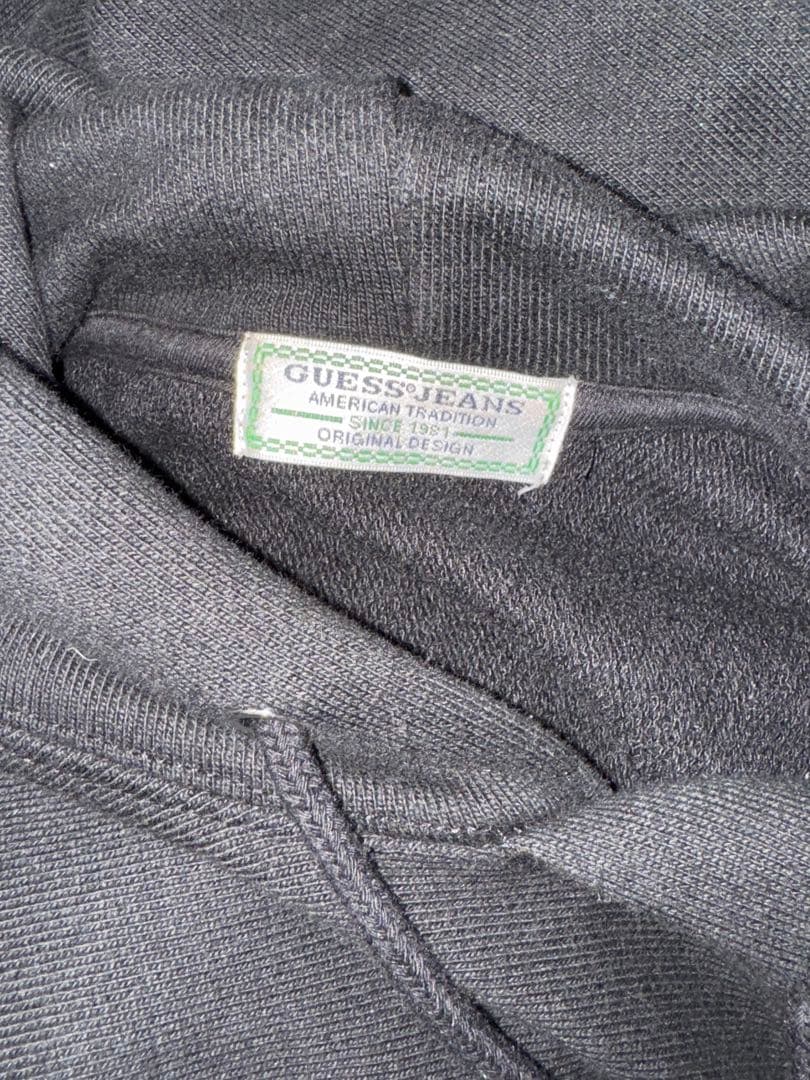 GUESS® JEANS
AMERICAN TRADITION
SINCE 1981
ORIGINAL DESIGN